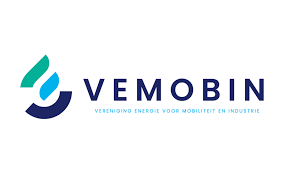 VEMOBIN
VERENIGING ENERGIE VOOR MOBILITEIT EN INDUSTRIE